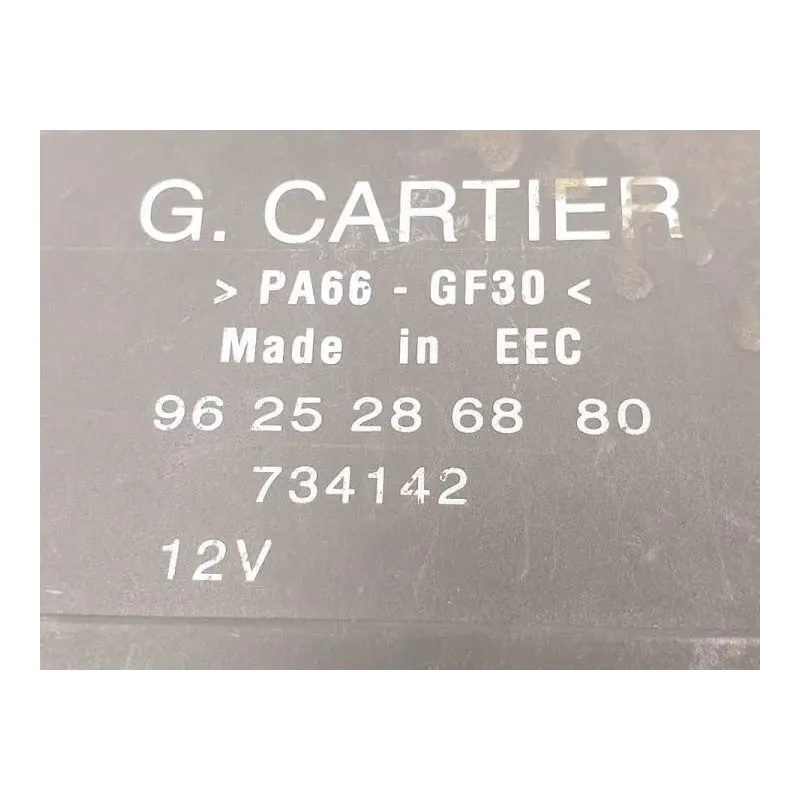 G. CARTIER
> PA66 - GF30 <
Made in EEC
96 25 28 68 80
734142
12V